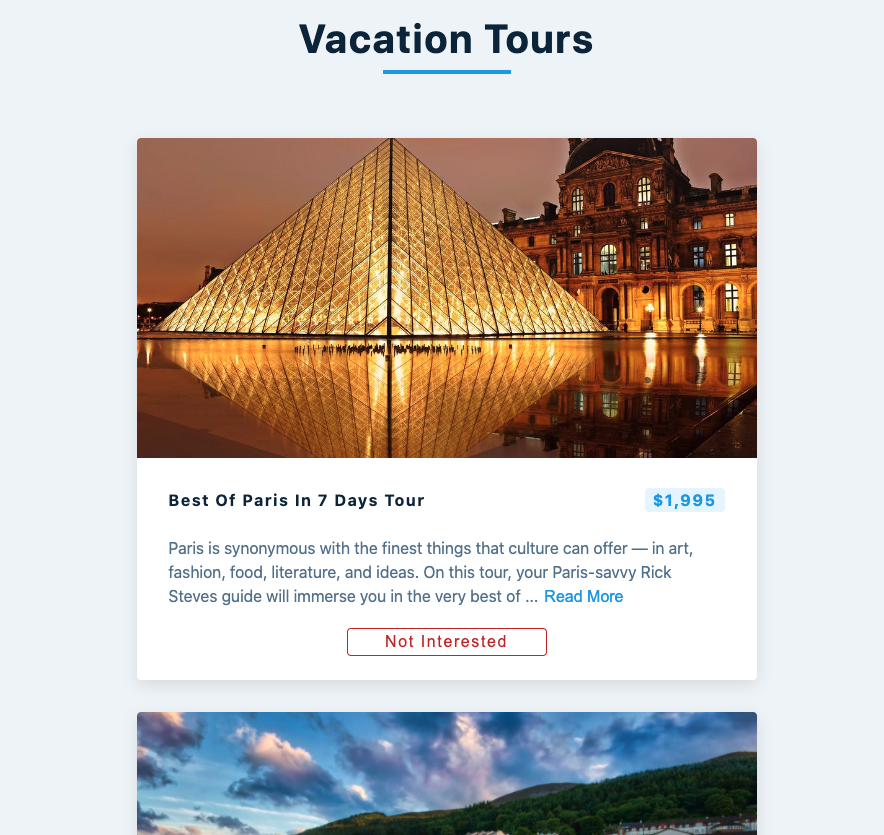 Vacation Tours
Best Of Paris In 7 Days Tour
$1,995
Paris is synonymous with the finest things that culture can offer — in art,
fashion, food, literature, and ideas. On this tour, your Paris-savvy Rick
Steves guide will immerse you in the very best of ... Read More
Not Interested